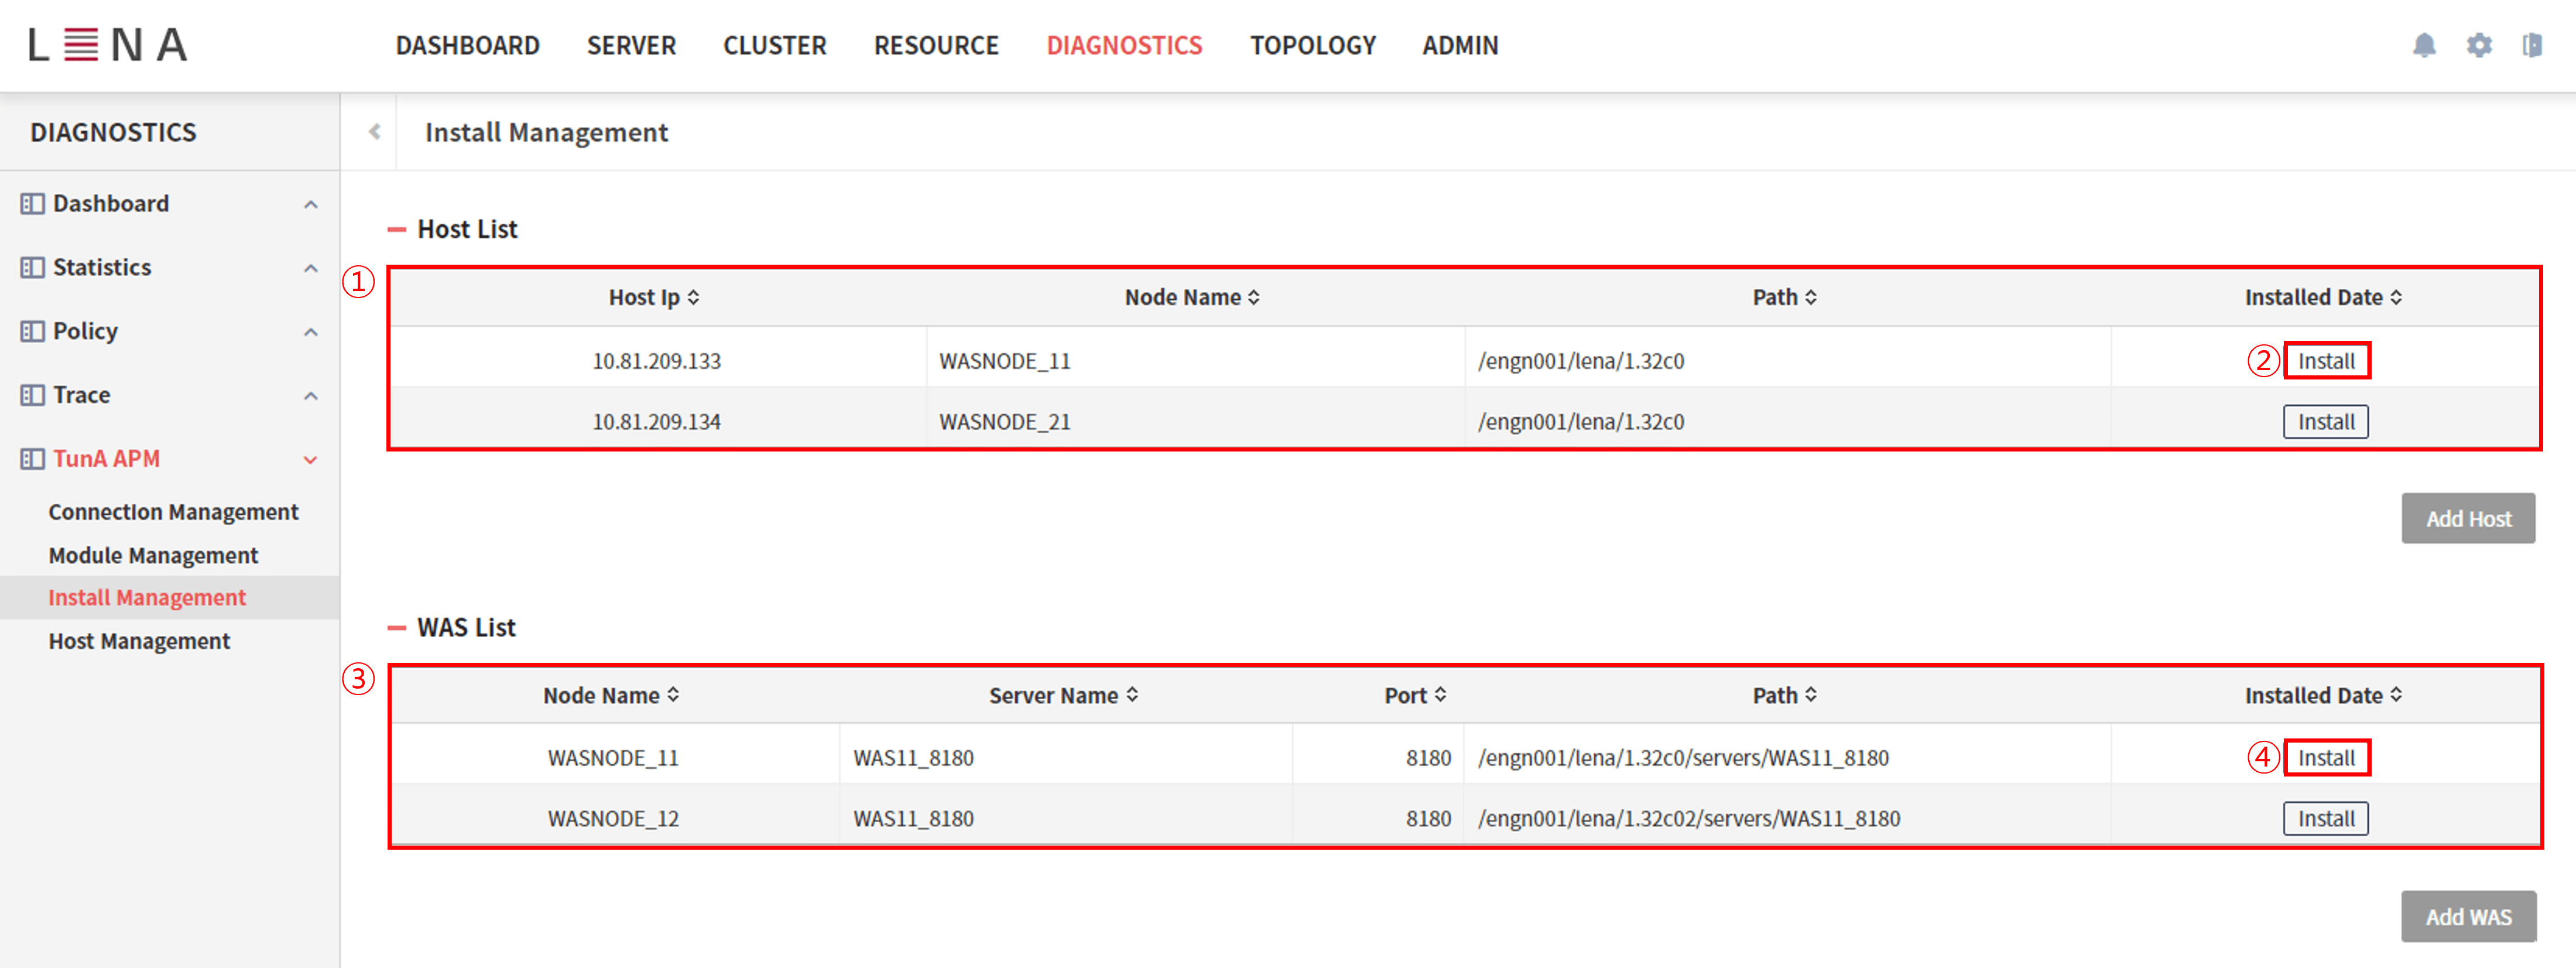 LENA
DASHBOARD SERVER CLUSTER RESOURCE DIAGNOSTICS TOPOLOGY ADMIN
DIAGNOSTICS
Install Management
Dashboard
Statistics
Policy
Trace
TunA APM
ConnectIon Management
Module Management
Install Management
Host Management
Host List
①
Host Ip Node Name Path Installed Date
10.81.209.133 WASNODE_11 /engn001/lena/1.32c0 ② Install
10.81.209.134 WASNODE_21 /engn001/lena/1.32c0 Install
Add Host
WAS List
③
Node Name Server Name Port Path Installed Date
WASNODE_11 WAS11_8180 8180 /engn001/lena/1.32c0/servers/WAS11_8180 ④ Install
WASNODE_12 WAS11_8180 8180 /engn001/lena/1.32c02/servers/WAS11_8180 Install
Add WAS